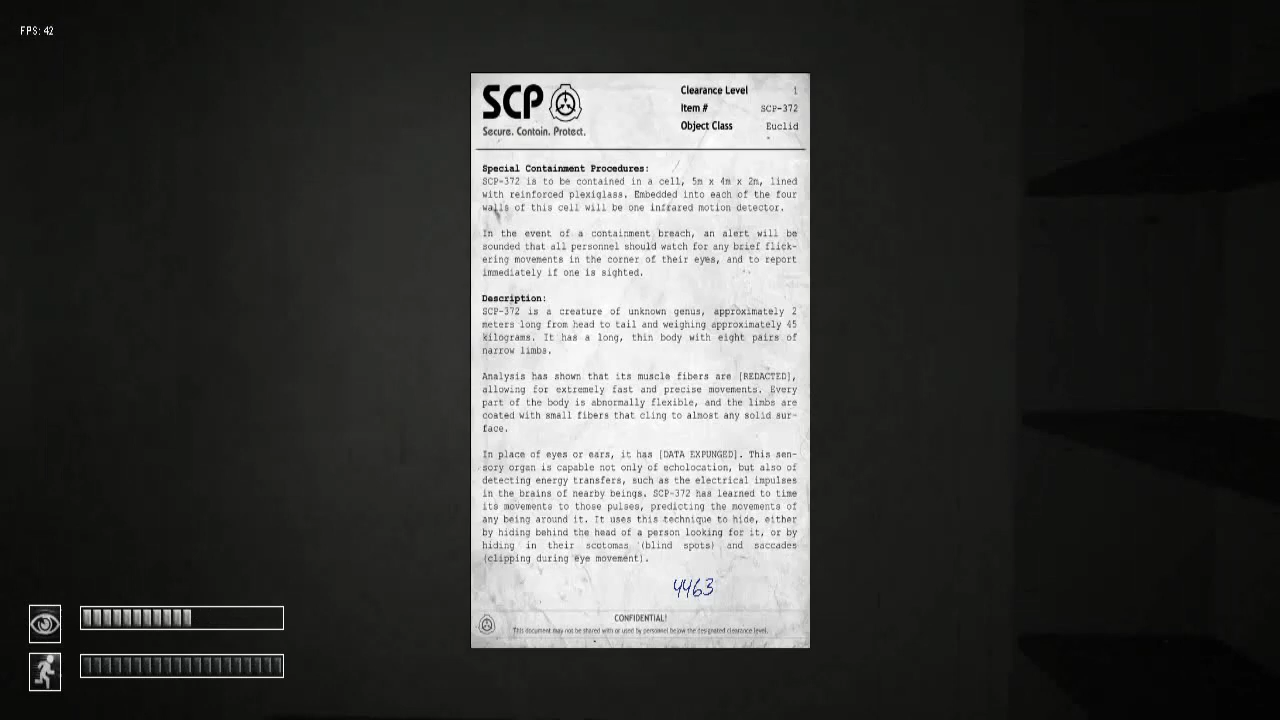 FPS: 42
SCP
Secure. Contain. Protect.
Clearance Level 1
Item # SCP-372
Object Class Euclid
Special Containment Procedures:
SCP-372 is to be contained in a cell, 5m x 4m x 2m, lined
with reinforced plexiglass. Embedded into each of the four
walls of this cell will be one infrared motion detector.
In the event of a containment breach, an alert will be
sounded that all personnel should watch for any brief flick-
ering movements in the corner of their eyes, and to report
immediately if one is sighted.
Description:
SCP-372 is a creature of unknown genus, approximately 2
meters long from head to tail and weighing approximately 45
kilograms. It has a long, thin body with eight pairs of
narrow limbs.
Analysis has shown that its muscle fibers are [REDACTED],
allowing for extremely fast and precise movements. Every
part of the body is abnormally flexible, and the limbs are
coated with small fibers that cling to almost any solid sur-
face.
In place of eyes or ears, it has [DATA EXPUNGED]. This sen-
sory organ is capable not only of echolocation, but also of
detecting energy transfers, such as the electrical impulses
in the brains of nearby beings. SCP-372 has learned to time
its movements to those pulses, predicting the movements of
any being around it. It uses this technique to hide, either
by hiding behind the head of a person looking for it, or by
hiding in their scotomas (blind spots) and saccades
(clipping during eye movement).
4463
CONFIDENTIAL!
This document may not be shared with or used by personnel below the designated clearance level.